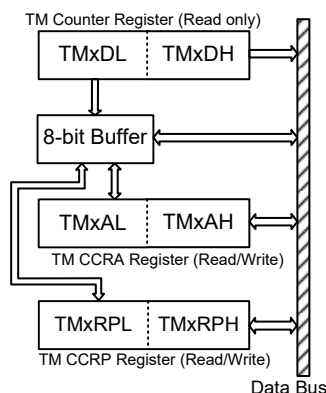 TM Counter Register (Read only)
TMxDL TMxDH
8-bit Buffer
TMxAL TMxAH
TM CCRA Register (Read/Write)
TMxRPL TMxRPH
TM CCRP Register (Read/Write)
Data Bus